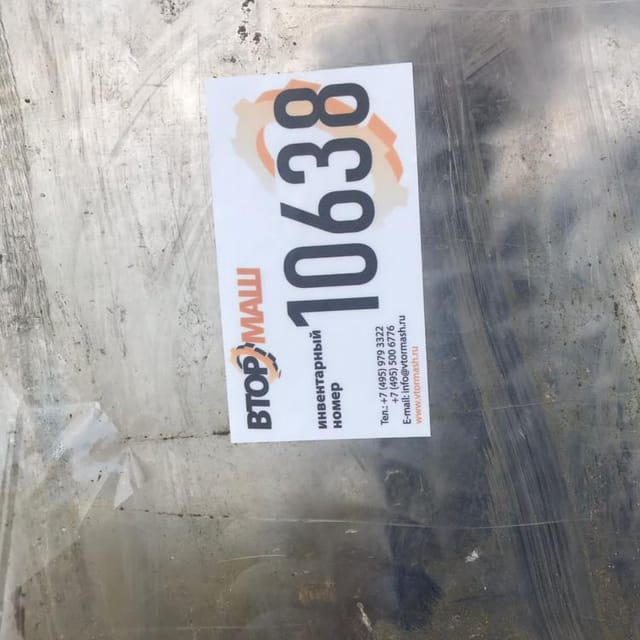 ВТОРМАШ
инвентарный
номер
10638
Тел.: +7 (495) 979 3322
+7 (495) 500 6776
E-mail: info@vtormash.ru
www.vtormash.ru